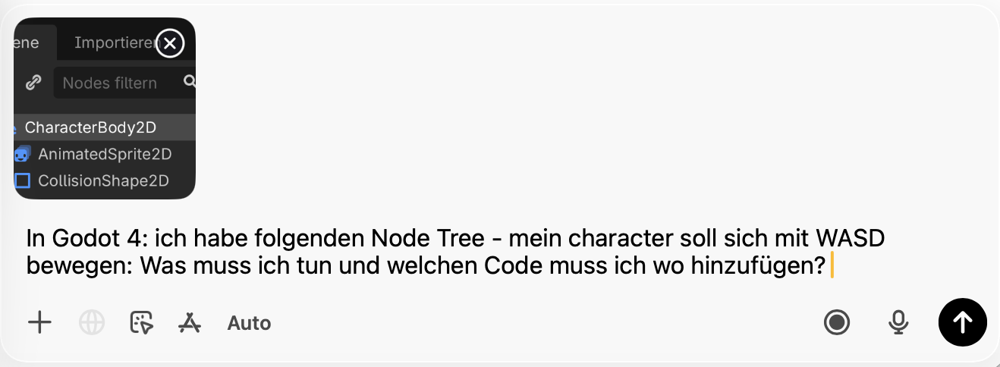 ene Importieren
Nodes filtern
CharacterBody2D
AnimatedSprite2D
CollisionShape2D
In Godot 4: ich habe folgenden Node Tree - mein character soll sich mit WASD
bewegen: Was muss ich tun und welchen Code muss ich wo hinzufügen?
Auto